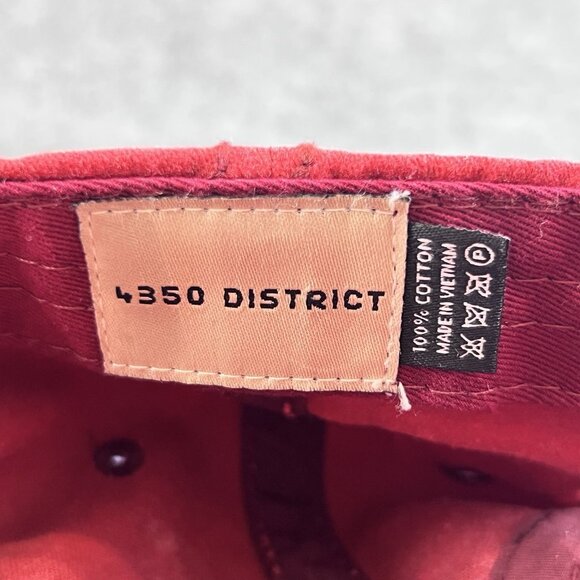 4350 DISTRICT
100% COTTON
MADE IN VIETNAM
P